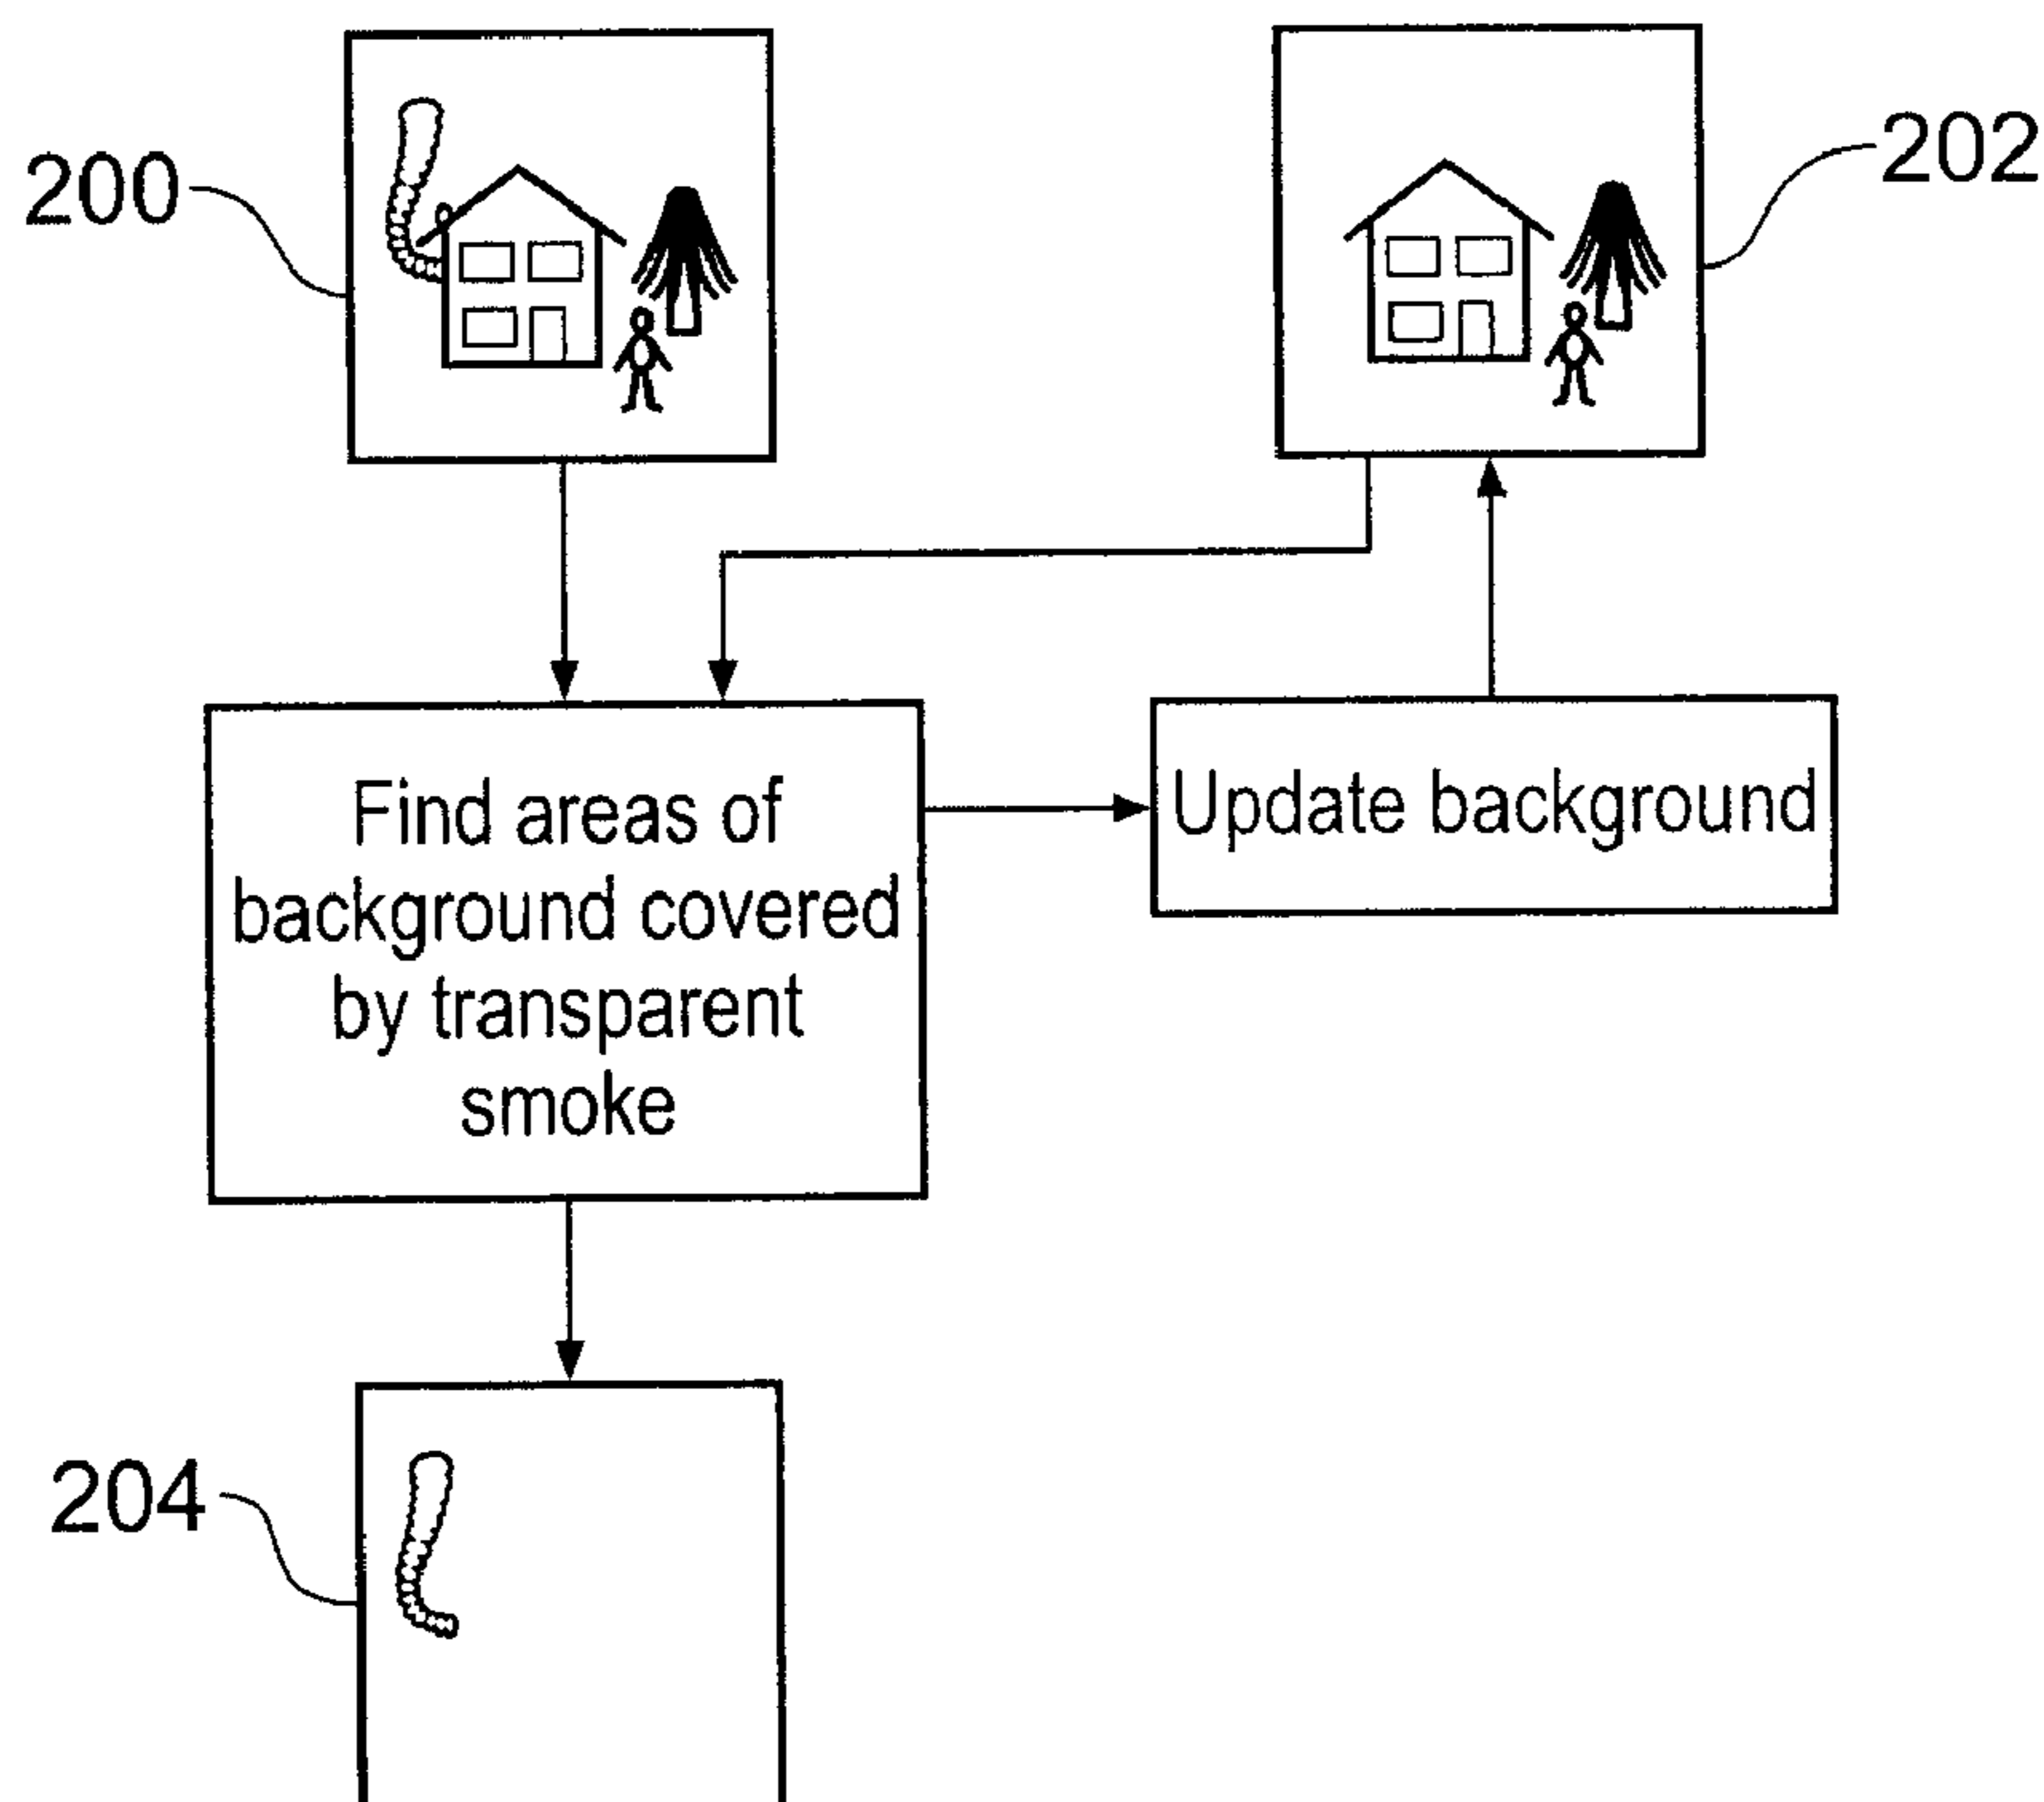 200
202
Find areas of
background covered
by transparent
smoke
Update background
204